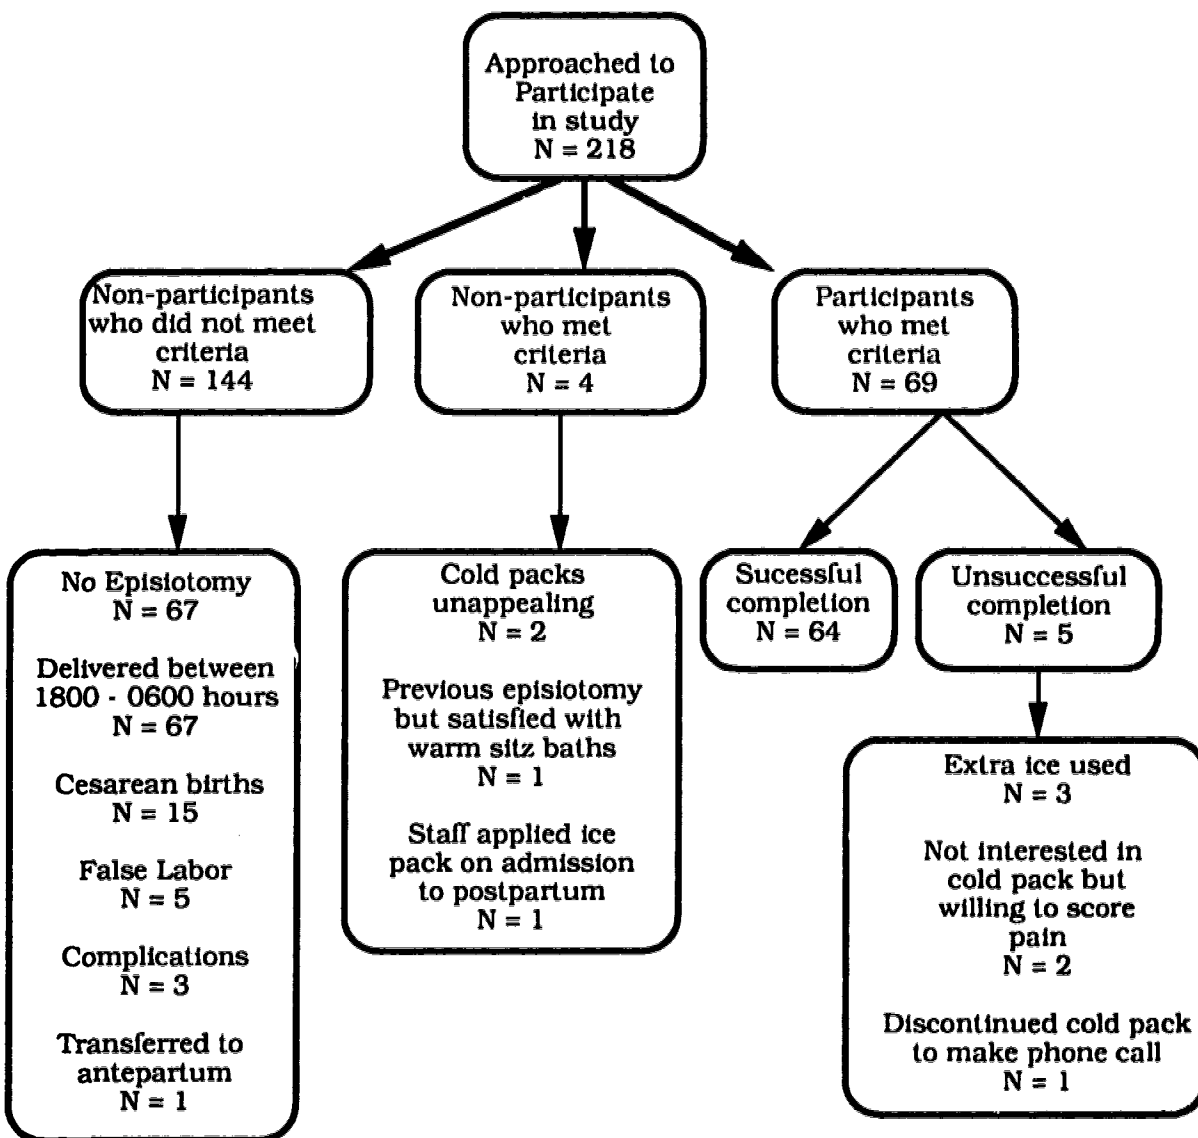 Approached to
Participate
in study
N = 218
Non-participants
who did not meet
criteria
N = 144
Non-participants
who met
criteria
N = 4
Participants
who met
criteria
N = 69
No Episiotomy
N = 67
Delivered between
1800 - 0600 hours
N = 67
Cesarean births
N = 15
False Labor
N = 5
Complications
N = 3
Transferred to
antepartum
N = 1
Cold packs
unappealing
N = 2
Previous episiotomy
but satisfied with
warm sitz baths
N = 1
Staff applied ice
pack on admission
to postpartum
N = 1
Sucessful
completion
N = 64
Unsuccessful
completion
N = 5
Extra ice used
N = 3
Not interested in
cold pack but
willing to score
pain
N = 2
Discontinued cold pack
to make phone call
N = 1